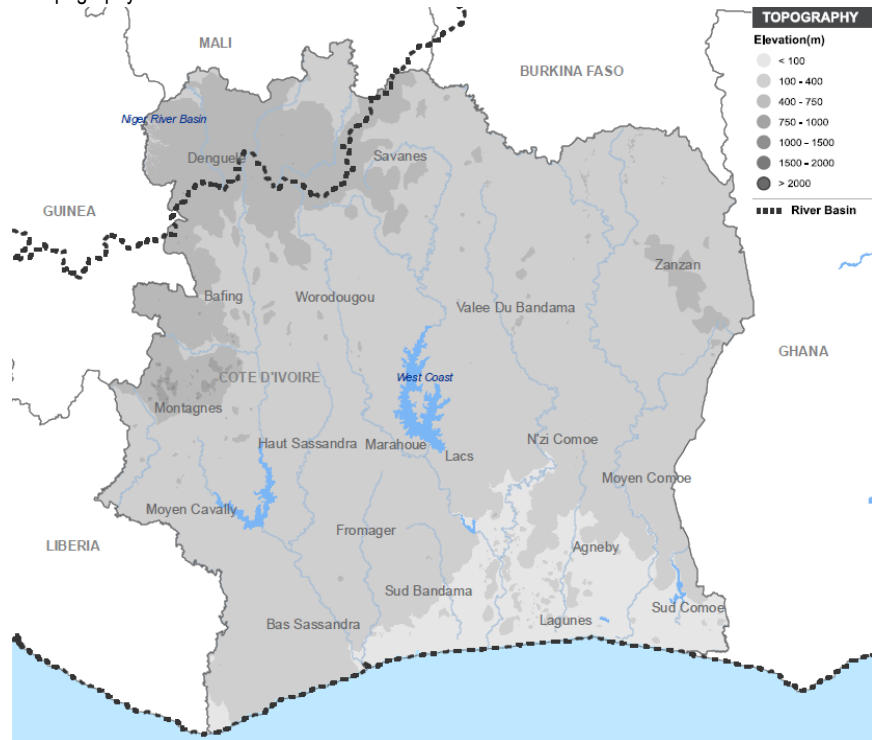 TOPOGRAPHY
Elevation(m)
< 100
100 - 400
400 - 750
750 - 1000
1000 - 1500
1500 - 2000
> 2000
River Basin
MALI
BURKINA FASO
Niger River Basin
Denguele
Savanes
GUINEA
Zanzan
Bafing
Worodougou
Valee Du Bandama
GHANA
COTE D'IVOIRE
West Coast
Montagnes
Haut Sassandra
Marahoue
N'zi Comoe
Lacs
Moyen Comoe
Moyen Cavally
Fromager
LIBERIA
Agneby
Sud Bandama
Sud Comoe
Bas Sassandra
Lagunes